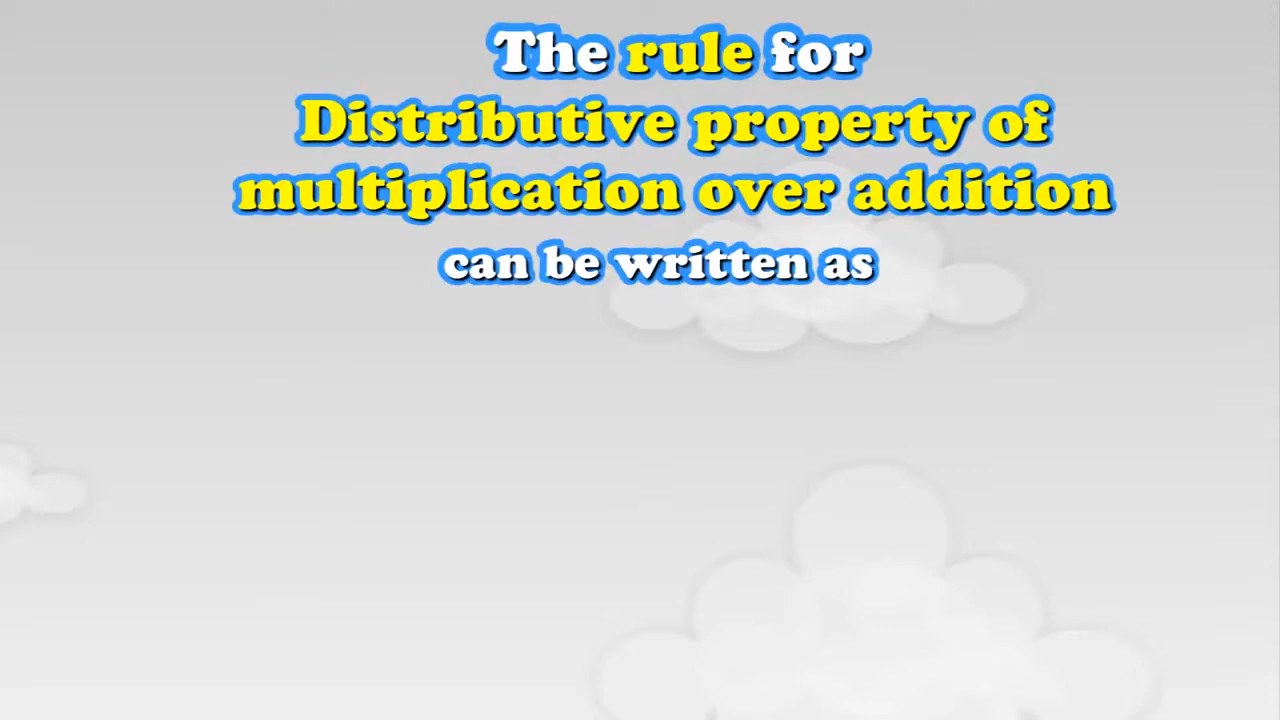 The rule for
Distributive property of
multiplication over addition
can be written as